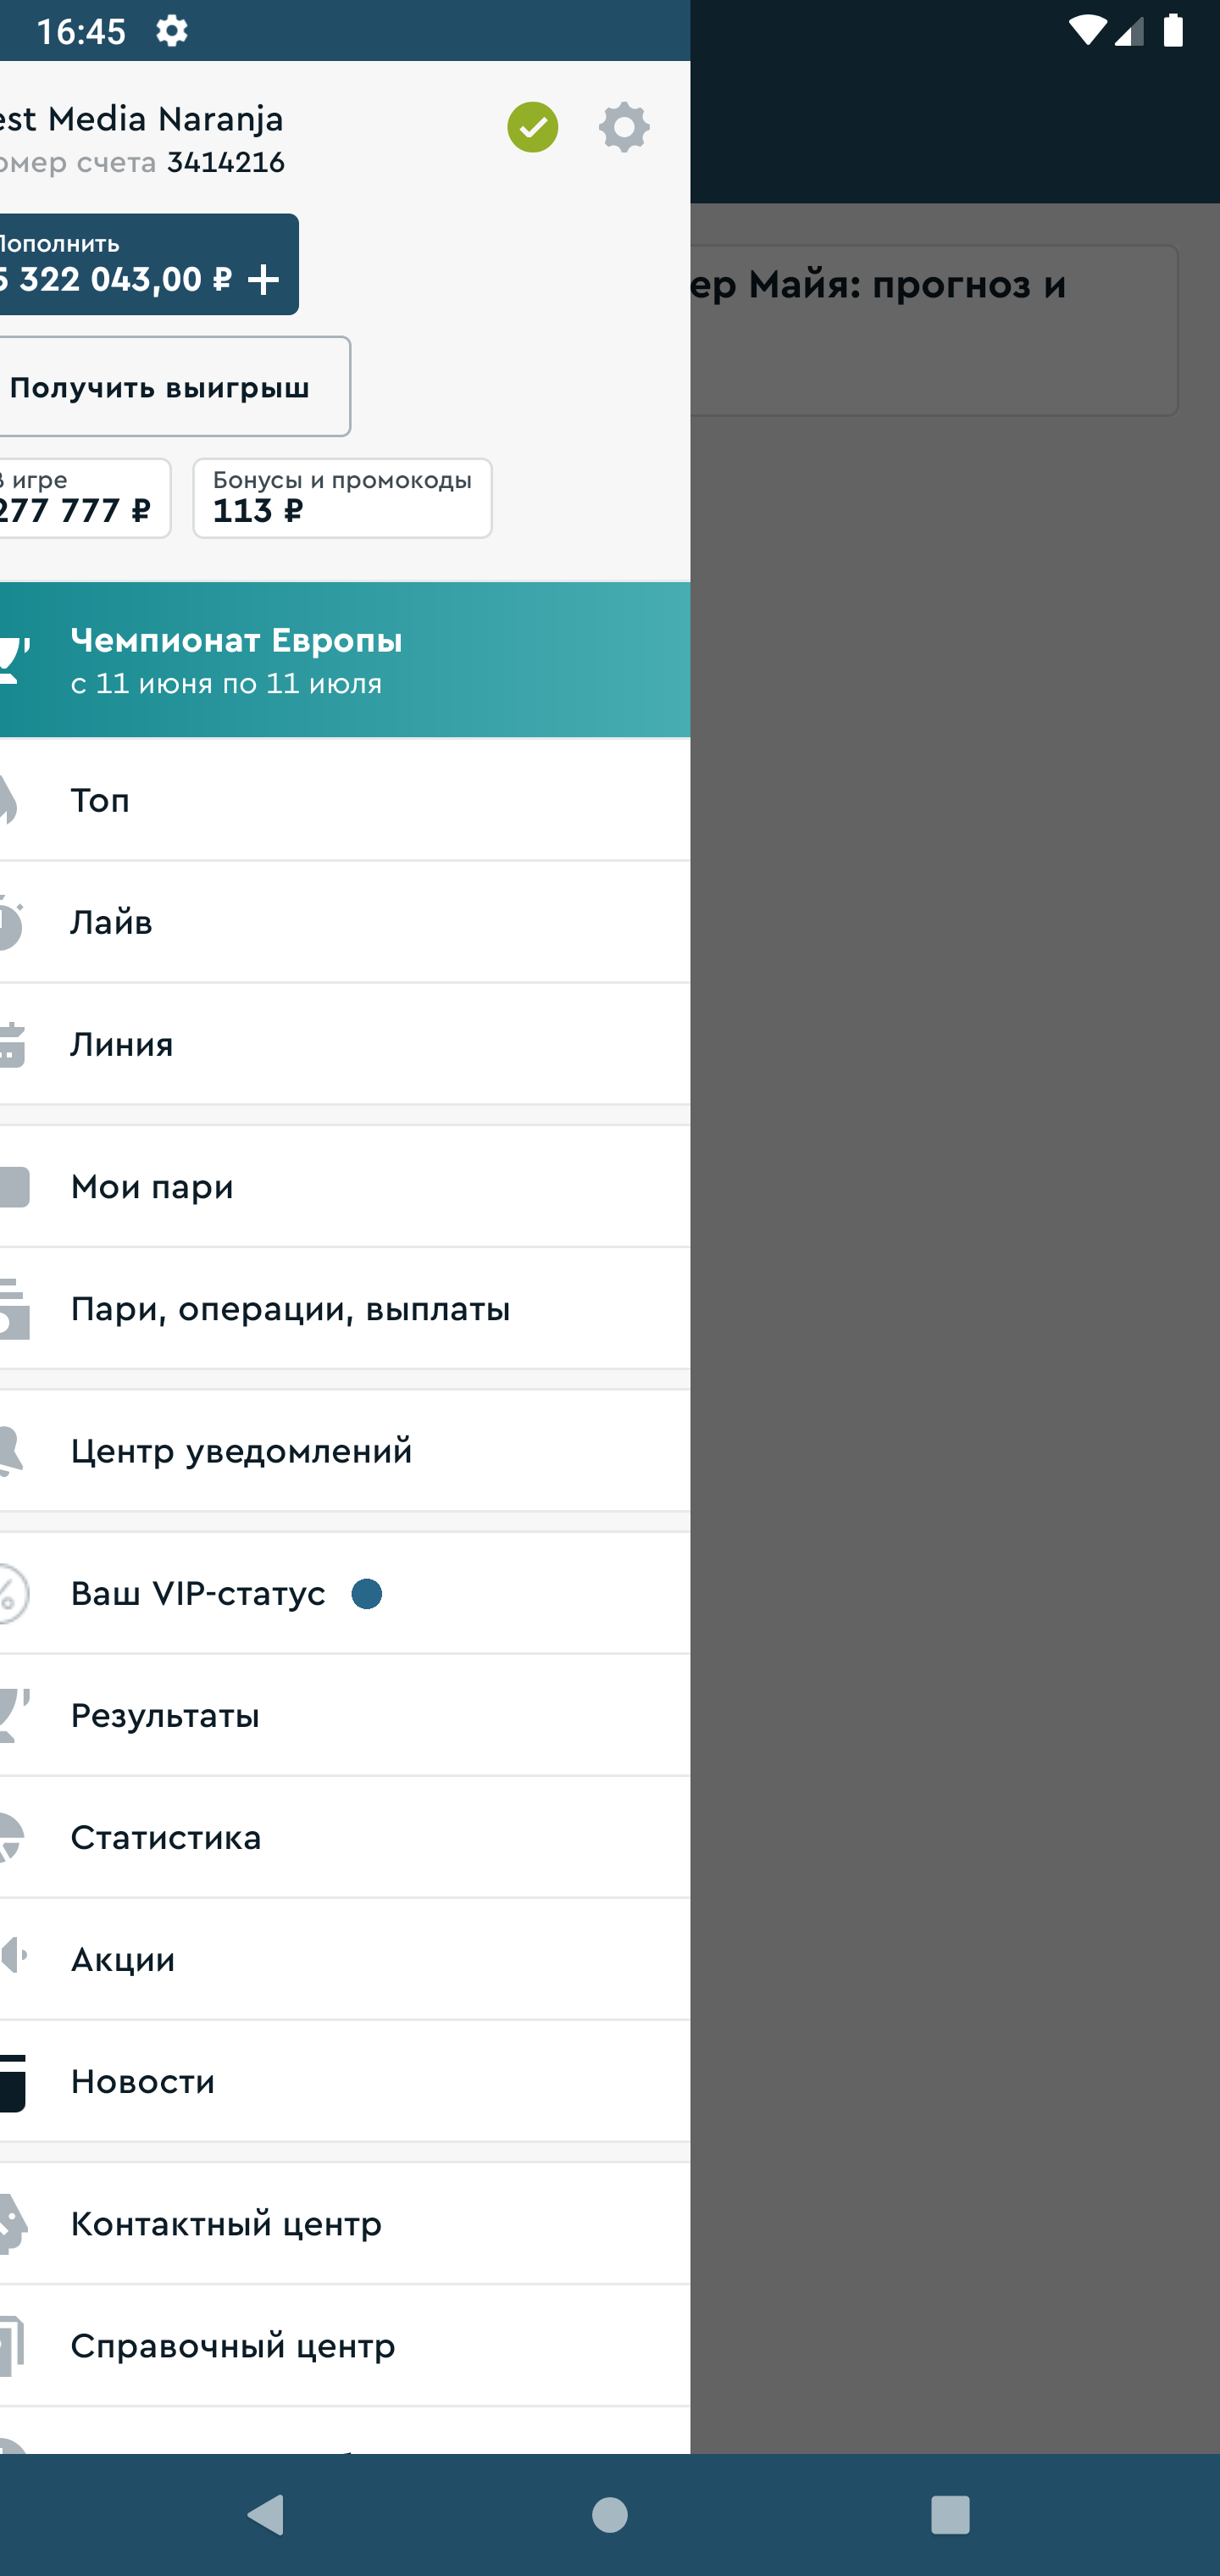 16:45
est Media Naranja
омер счета 3414216
Пополнить
5 322 043,00 ₽
Получить выигрыш
В игре
277 777 ₽
Бонусы и промокоды
113 ₽
ер Майя: прогноз и
Чемпионат Европы
с 11 июня по 11 июля
Топ
Лайв
Линия
Мои пари
Пари, операции, выплаты
Центр уведомлений
Ваш VIP-статус
Результаты
Статистика
Акции
Новости
Контактный центр
Справочный центр